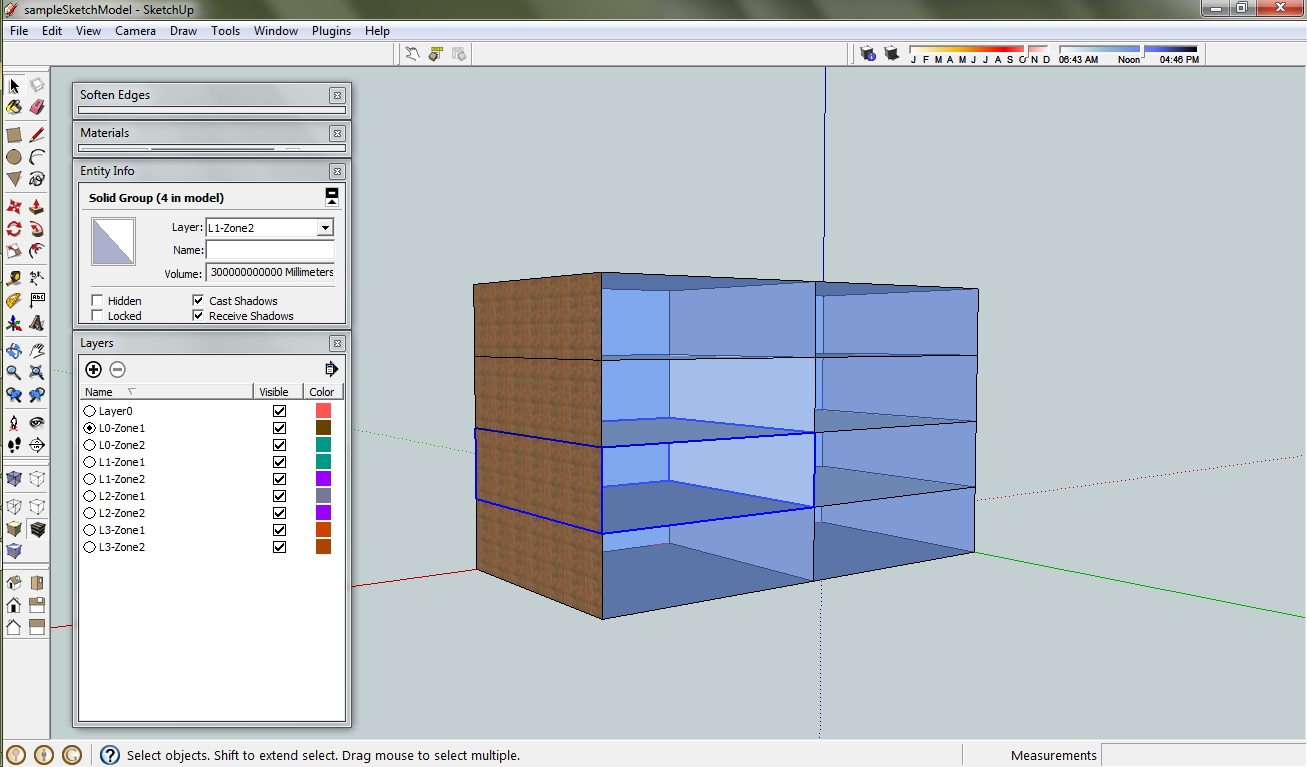 sampleSketchModel - SketchUp
File Edit View Camera Draw Tools Window Plugins Help
J F M A M J J A S O N D 06:43 AM Noon 04:46 PM
Soften Edges
Materials
Entity Info
Solid Group (4 in model)
Layer: L1-Zone2
Name:
Volume: 300000000000 Millimeters
Hidden Cast Shadows
Locked Receive Shadows
Layers
Name Visible Color
Layer0
L0-Zone1
L0-Zone2
L1-Zone1
L1-Zone2
L2-Zone1
L2-Zone2
L3-Zone1
L3-Zone2
Select objects. Shift to extend select. Drag mouse to select multiple. Measurements